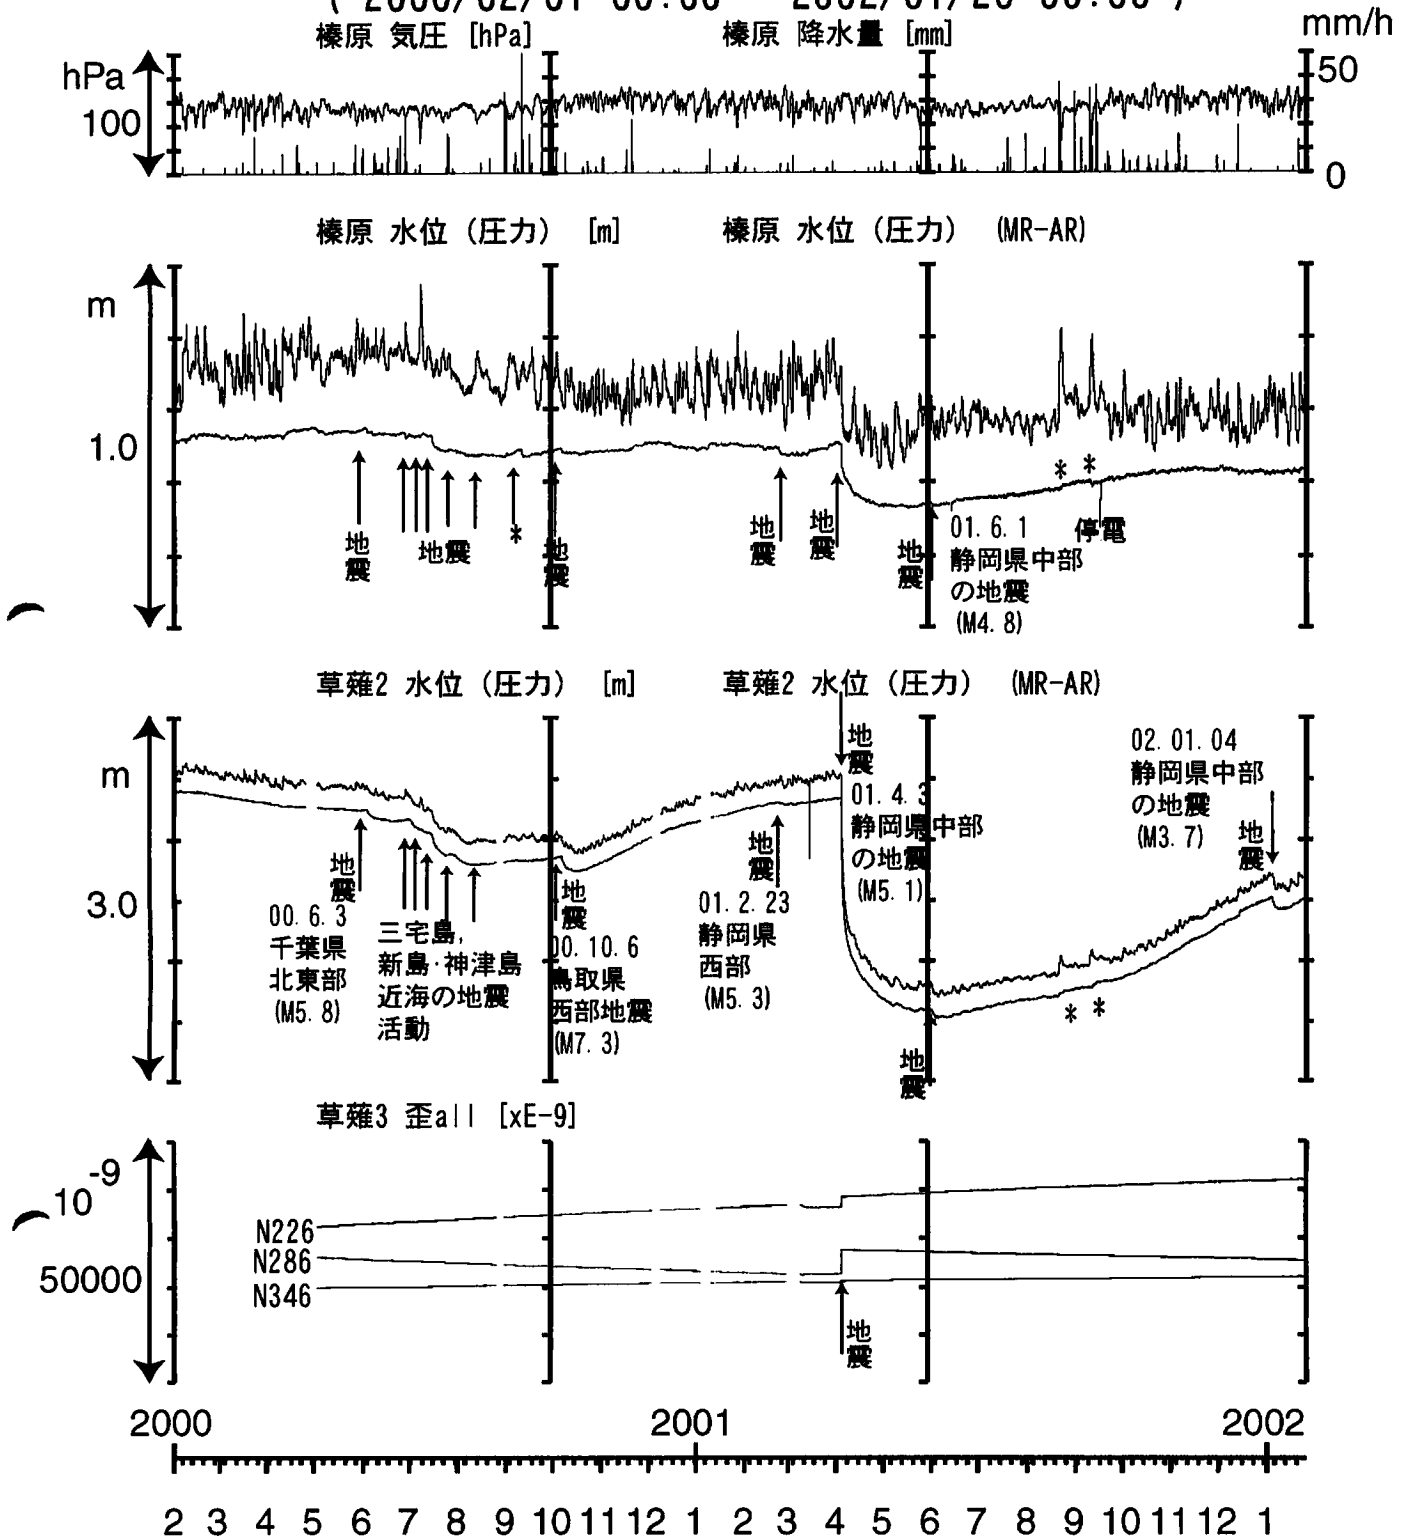 ( 2000/02/01 00:00 - 2002/01/26 00:00 )
榛原 気圧 [hPa]
榛原 降水量 [mm]
mm/h
hPa
100
50
0
榛原 水位（圧力） [m]
榛原 水位（圧力） (MR-AR)
m
1.0
地震
地震
*
地震
地震
地震
地震
01.6.1
静岡県中部
の地震
(M4.8)
*
*
停電
草薙2 水位（圧力） [m]
草薙2 水位（圧力） (MR-AR)
m
3.0
地震
00.6.3
千葉県
北東部
(M5.8)
三宅島,
新島·神津島
近海の地震
活動
地震
00.10.6
鳥取県
西部地震
(M7.3)
地震
01.2.23
静岡県
西部
(M5.3)
地震
01.4.3
静岡県中部
の地震
(M5.1)
地震
*
*
02.01.04
静岡県中部
の地震
(M3.7)
地震
草薙3 歪all [xE-9]
10
-9
50000
N226
N286
N346
地震
2000
2001
2002
2 3 4 5 6 7 8 9 10 11 12 1 2 3 4 5 6 7 8 9 10 11 12 1